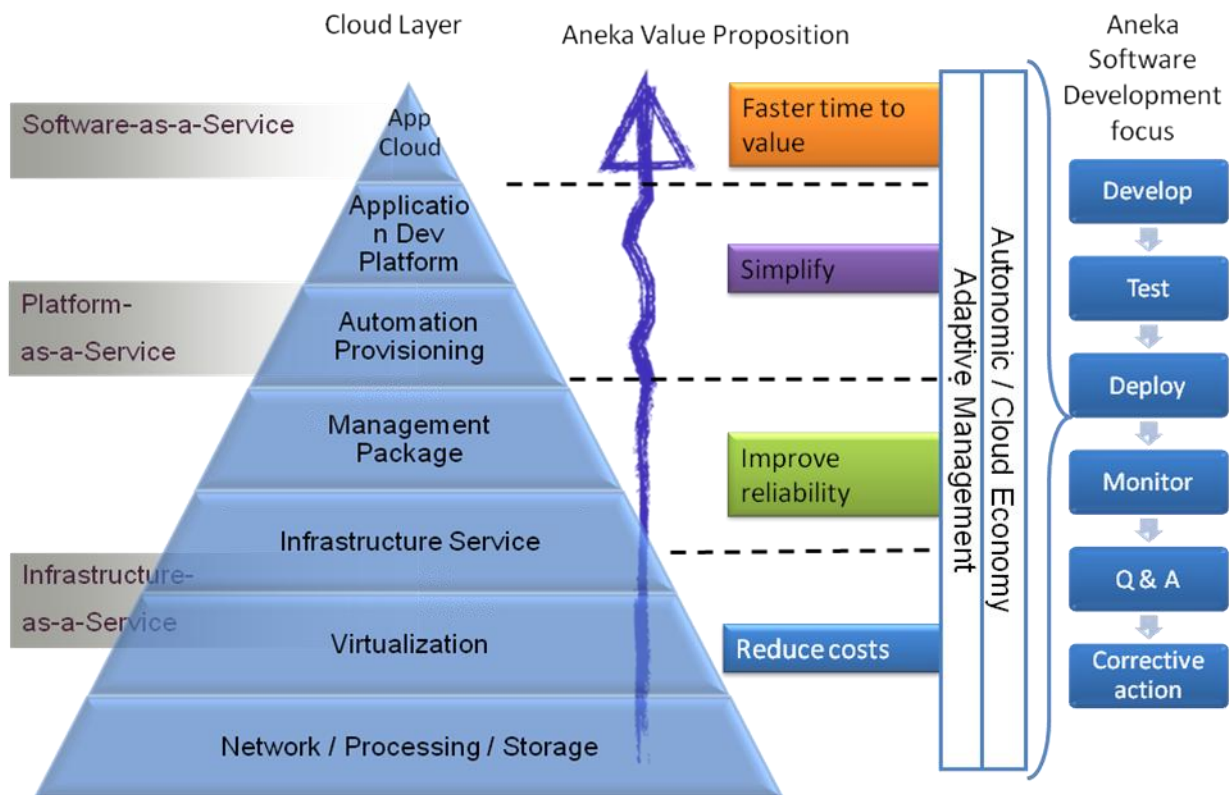 Cloud Layer
Aneka Value Proposition
Aneka
Software
Development
focus
Software-as-a-Service
Platform-
as-a-Service
Infrastructure-
as-a-Service
App
Cloud
Applicatio
n Dev
Platform
Automation
Provisioning
Management
Package
Infrastructure Service
Virtualization
Network / Processing / Storage
Faster time to
value
Simplify
Improve
reliability
Reduce costs
Autonomic / Cloud Economy
Adaptive Management
Develop
Test
Deploy
Monitor
Q & A
Corrective
action